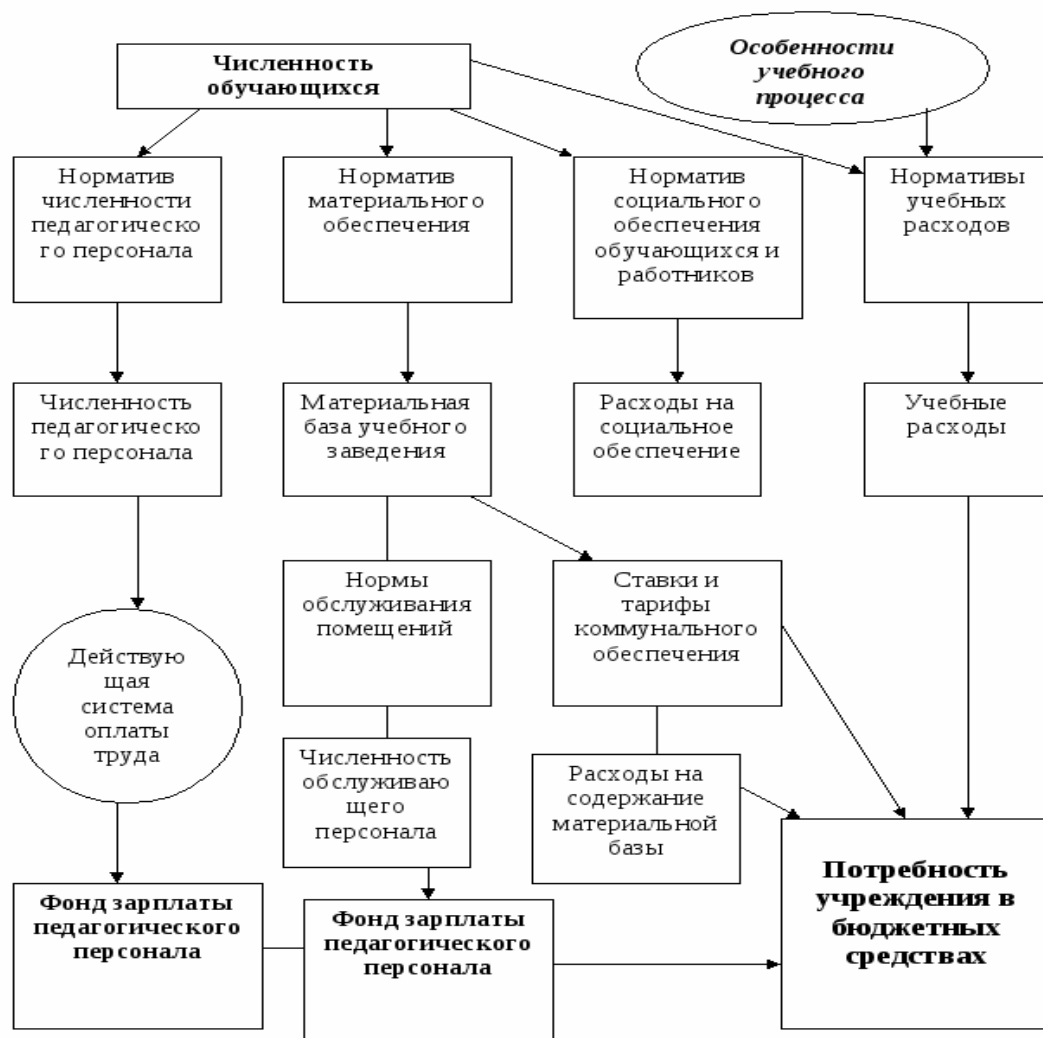 Численность
обучающихся
Особенности
учебного
процесса
Норматив
численности
педагогическо
го персонала
Норматив
материального
обеспечения
Норматив
социального
обеспечения
обучающихся и
работников
Нормативы
учебных
расходов
Численность
педагогическо
го персонала
Материальная
база учебного
заведения
Расходы на
социальное
обеспечение
Учебные
расходы
Действую
щая
система
оплаты
труда
Нормы
обслуживания
помещений
Ставки и
тарифы
коммунального
обеспечения
Численность
обслуживаю
щего
персонала
Расходы на
содержание
материальной
базы
Фонд зарплаты
педагогического
персонала
Фонд зарплаты
педагогического
персонала
Потребность
учреждения в
бюджетных
средствах